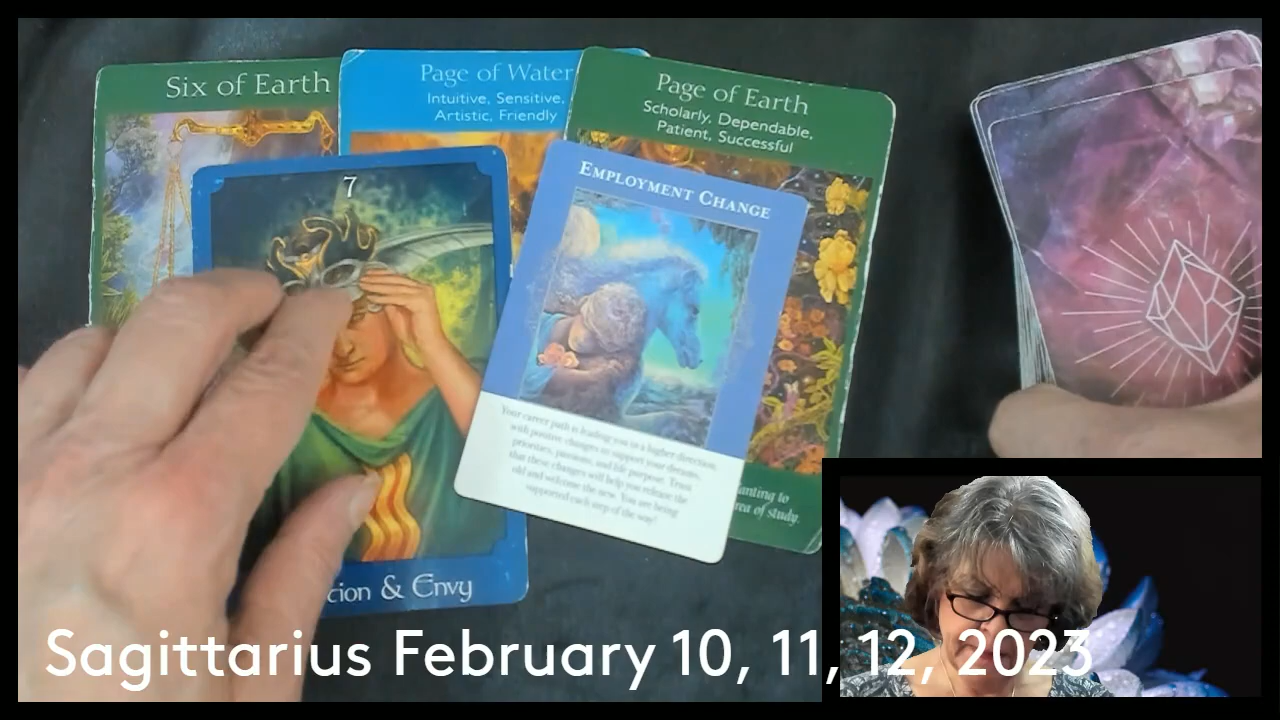 Six of Earth
Page of Water
Intuitive, Sensitive,
Artistic, Friendly
Page of Earth
Scholarly, Dependable,
Patient, Successful
7
EMPLOYMENT CHANGE
Your career path is leading you in a higher direction,
with positive changes to support your dreams,
priorities, passions, and life purpose. Trust
that these changes will help you release the
old and welcome the new. You are being
supported each step of the way!
anting to
rea of study.
tion & Envy
Sagittarius February 10, 11, 12, 2023